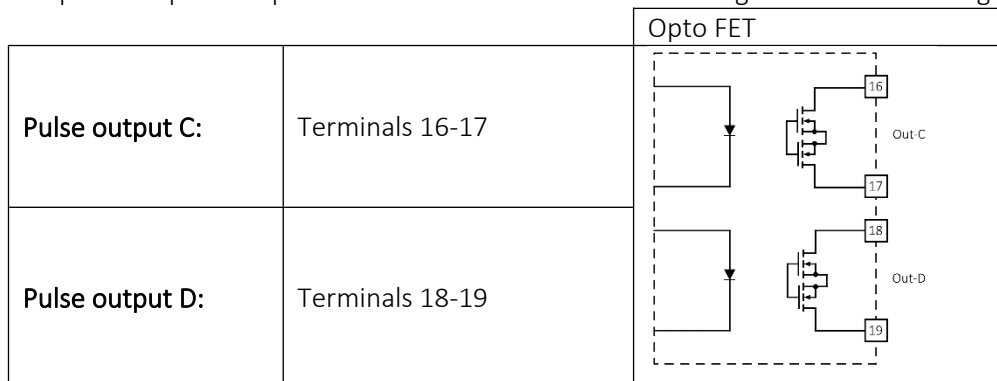 Opto FET
Pulse output C:
Terminals 16-17
16
Out-C
17
Pulse output D:
Terminals 18-19
18
Out-D
19